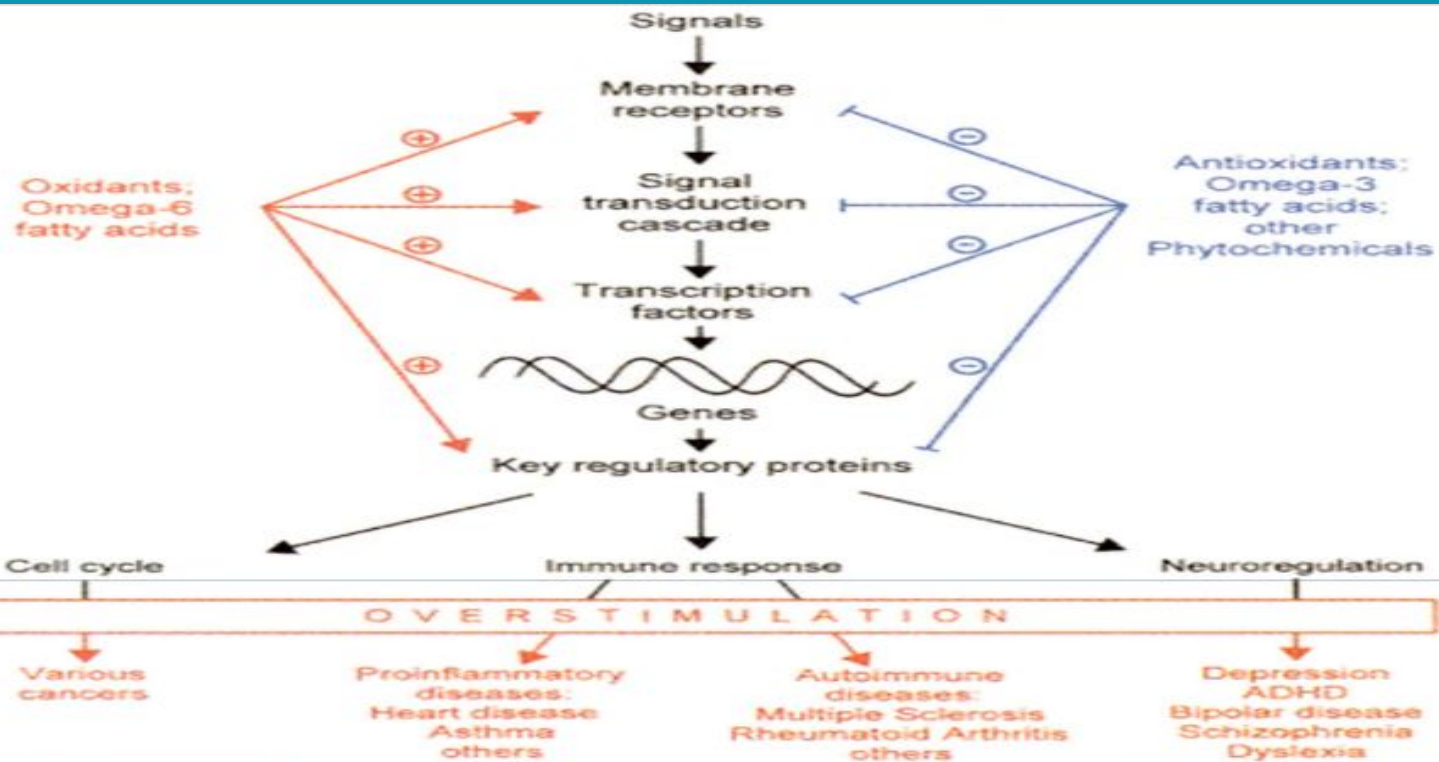 Signals
Membrane
receptors
Oxidants;
Omega-6
fatty acids
Signal
transduction
cascade
Antioxidants;
Omega-3
fatty acids;
other
Phytochemicals
Transcription
factors
Genes
Key regulatory proteins
Cell cycle
Immune response
Neuroregulation
OVERSTIMULATION
Various
cancers
Proinflammatory
diseases:
Heart disease
Asthma
others
Autoimmune
diseases:
Multiple Sclerosis
Rheumatoid Arthritis
others
Depression
ADHD
Bipolar disease
Schizophrenia
Dyslexia